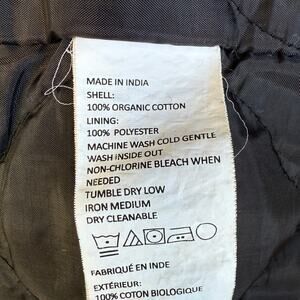 MADE IN INDIA
SHELL:
100% ORGANIC COTTON
LINING:
100% POLYESTER
MACHINE WASH COLD GENTLE
WASH INSIDE OUT
NON-CHLORINE BLEACH WHEN
NEEDED
TUMBLE DRY LOW
IRON MEDIUM
DRY CLEANABLE
FABRIQUÉ EN INDE
EXTÉRIEUR:
100% COTON BIOLOGIQUE